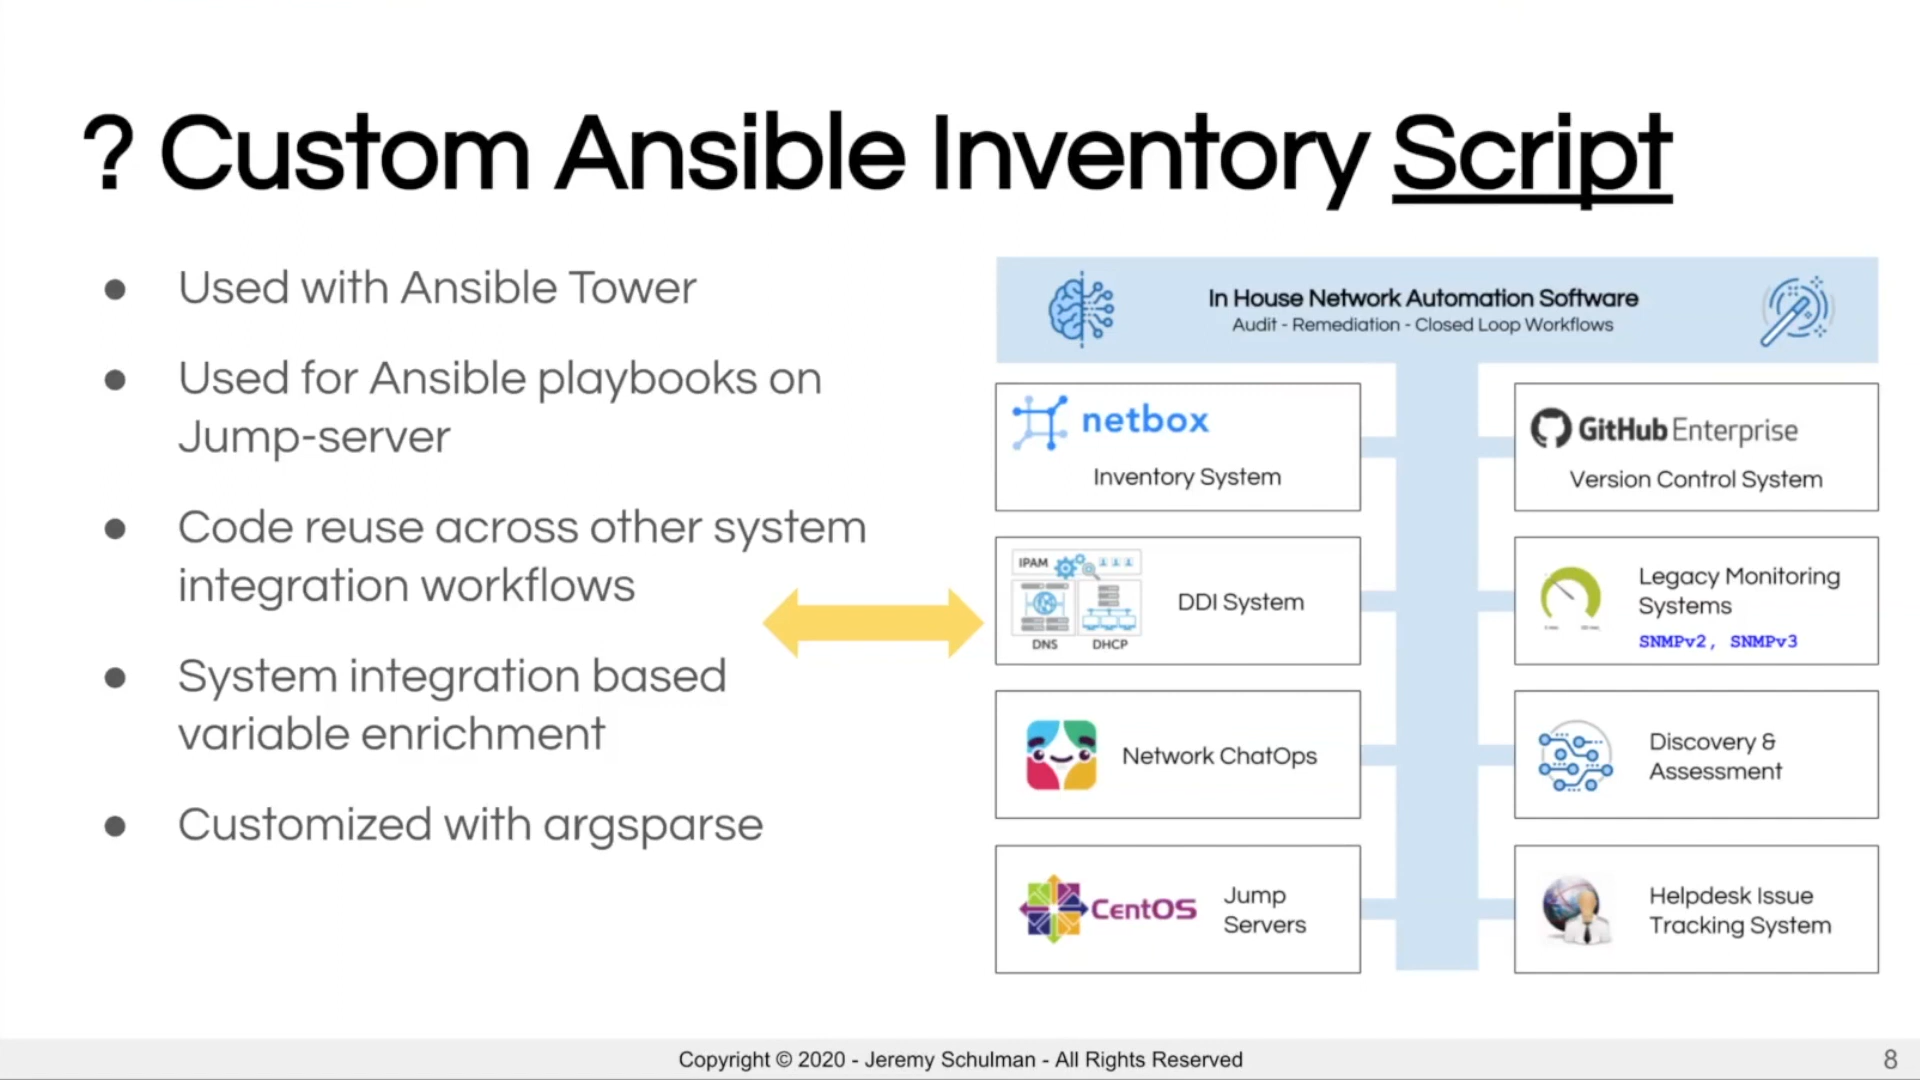 ? Custom Ansible Inventory Script
● Used with Ansible Tower
● Used for Ansible playbooks on
Jump-server
● Code reuse across other system
integration workflows
● System integration based
variable enrichment
● Customized with argsparse
In House Network Automation Software
Audit - Remediation - Closed Loop Workflows
netbox
Inventory System
GitHub Enterprise
Version Control System
IPAM
DNS DHCP
DDI System
Legacy Monitoring
Systems
SNMPv2, SNMPv3
Network ChatOps
Discovery &
Assessment
CentOS
Jump
Servers
Helpdesk Issue
Tracking System
Copyright © 2020 - Jeremy Schulman - All Rights Reserved
8